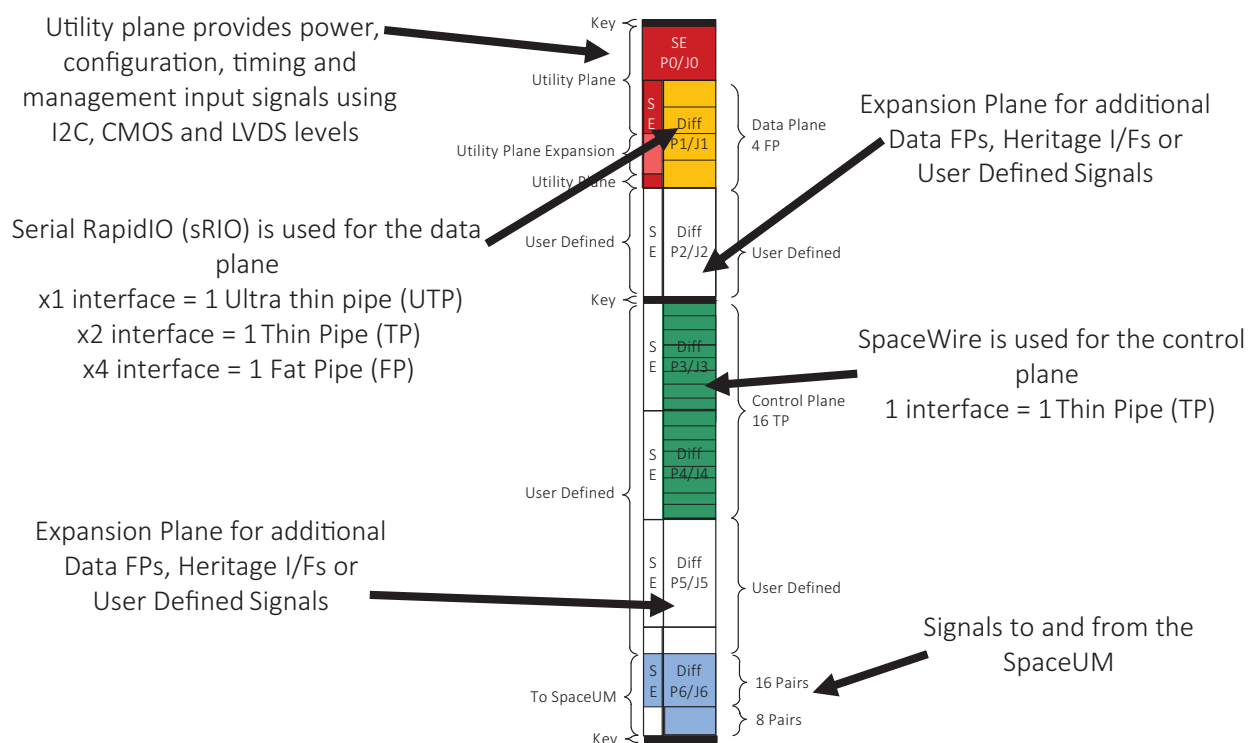 Utility plane provides power,
configuration, timing and
management input signals using
I2C, CMOS and LVDS levels
Serial RapidIO (sRIO) is used for the data
plane
x1 interface = 1 Ultra thin pipe (UTP)
x2 interface = 1 Thin Pipe (TP)
x4 interface = 1 Fat Pipe (FP)
Expansion Plane for additional
Data FPs, Heritage I/Fs or
User Defined Signals
Key
Utility Plane
Utility Plane Expansion
Utility Plane
User Defined
Key
User Defined
To SpaceUM
Key
SE
P0/J0
S
E
Diff
P1/J1
S
E
Diff
P2/J2
S
E
Diff
P3/J3
S
E
Diff
P4/J4
S
E
Diff
P5/J5
S
E
Diff
P6/J6
Data Plane
4 FP
User Defined
Control Plane
16 TP
User Defined
16 Pairs
8 Pairs
Expansion Plane for additional
Data FPs, Heritage I/Fs or
User Defined Signals
SpaceWire is used for the control
plane
1 interface = 1 Thin Pipe (TP)
Signals to and from the
SpaceUM